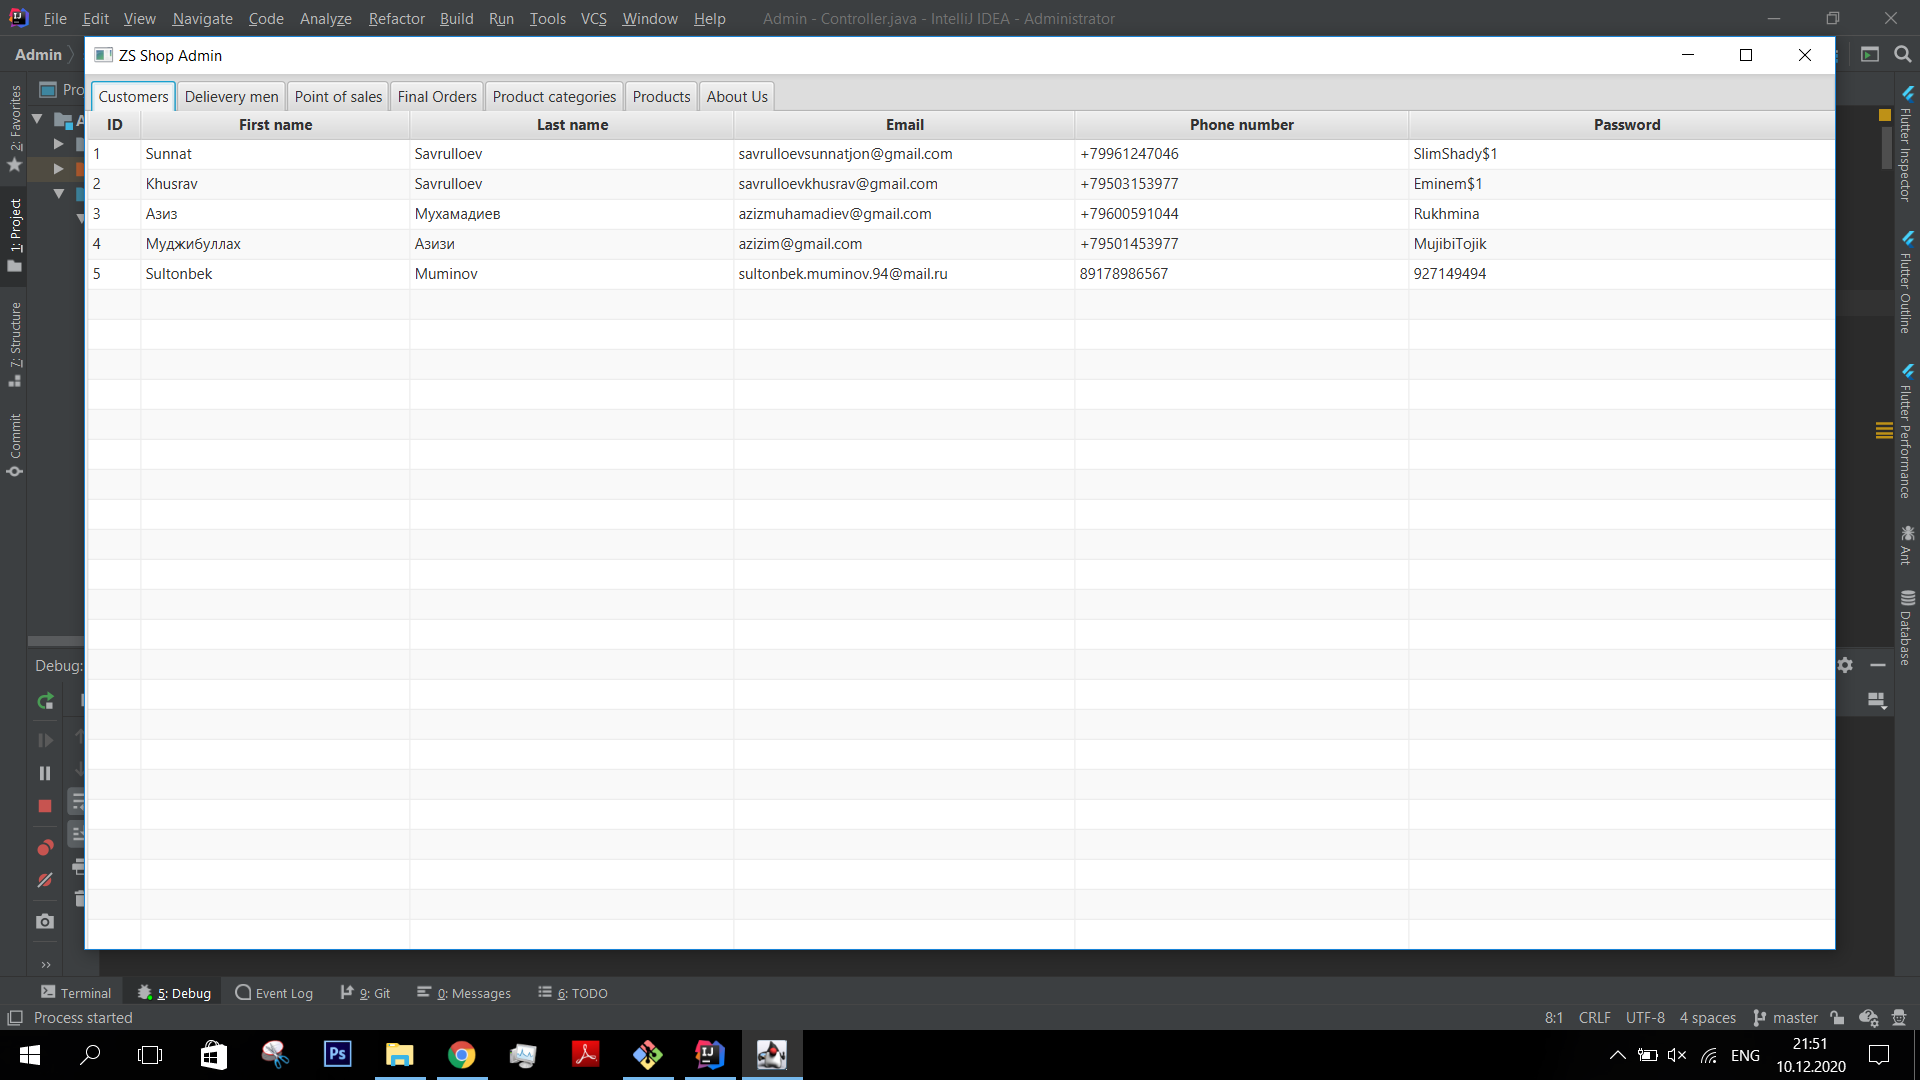 File Edit View Navigate Code Analyze Refactor Build Run Tools VCS Window Help Admin - Controller.java - IntelliJ IDEA - Administrator
Admin
ZS Shop Admin
Pro
Customers Delievery men Point of sales Final Orders Product categories Products About Us
ID First name Last name Email Phone number Password
1 Sunnat Savrulloev savrulloevsunnatjon@gmail.com +79961247046 SlimShady$1
2 Khusrav Savrulloev savrulloevkhusrav@gmail.com +79503153977 Eminem$1
3 Азиз Мухамадиев azizmuhamadiev@gmail.com +79600591044 Rukhmina
4 Муджибуллах Азизи azizim@gmail.com +79501453977 MujibiTojik
5 Sultonbek Muminov sultonbek.muminov.94@mail.ru 89178986567 927149494
2: Favorites
1: Project
7: Structure
Commit
Flutter Inspector
Flutter Outline
Flutter Performance
Ant
Database
Debug:
Terminal 5: Debug Event Log 9: Git 0: Messages 6: TODO
Process started 8:1 CRLF UTF-8 4 spaces master
Ps
IJ
ENG
21:51
10.12.2020